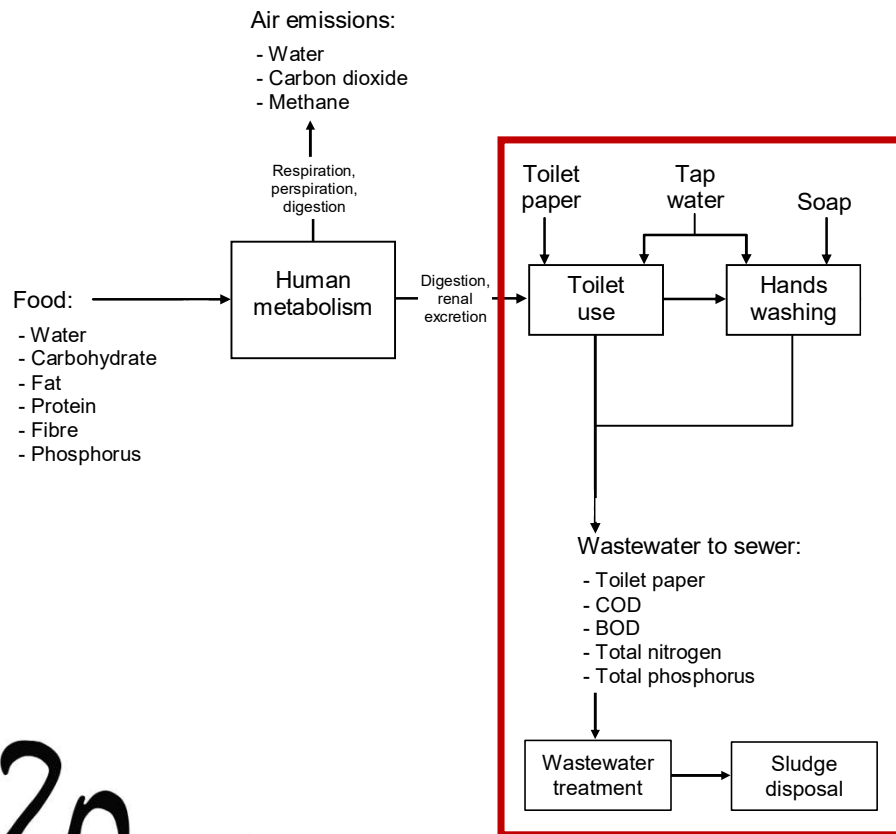 Air emissions:
- Water
- Carbon dioxide
- Methane
Respiration,
perspiration,
digestion
Toilet
paper
Tap
water
Soap
Human
metabolism
Digestion,
renal
excretion
Toilet
use
Hands
washing
Food:
- Water
- Carbohydrate
- Fat
- Protein
- Fibre
- Phosphorus
Wastewater to sewer:
- Toilet paper
- COD
- BOD
- Total nitrogen
- Total phosphorus
Wastewater
treatment
Sludge
disposal